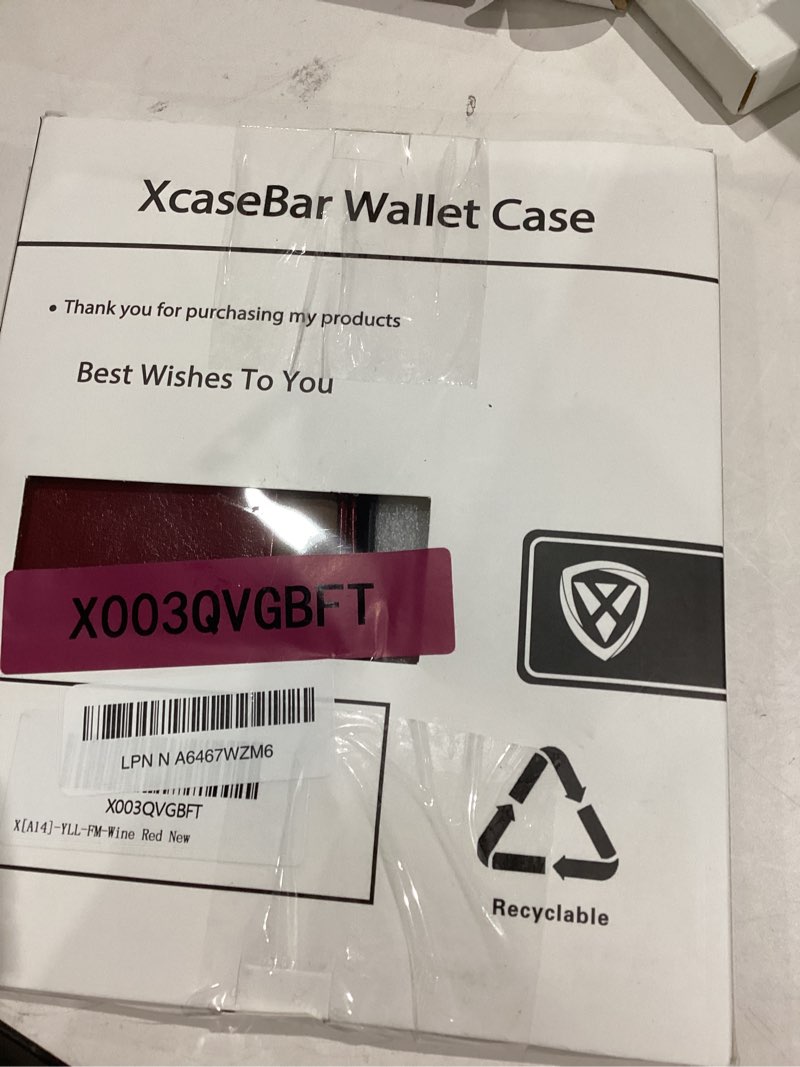 XcaseBar Wallet Case
• Thank you for purchasing my products
Best Wishes To You
X003QVGBFT
LPN N A6467WZM6
X003QVGBFT
X[A14]-YLL-FM-Wine Red New
Recyclable